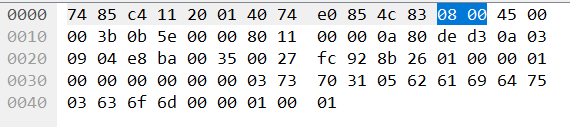 0000 74 85 c4 11 20 01 40 74 e0 85 4c 83 08 00 45 00
0010 00 3b 0b 5e 00 00 80 11 00 00 0a 80 de d3 0a 03
0020 09 04 e8 ba 00 35 00 27 fc 92 8b 26 01 00 00 01
0030 00 00 00 00 00 00 03 73 70 31 05 62 61 69 64 75
0040 03 63 6f 6d 00 00 01 00 01